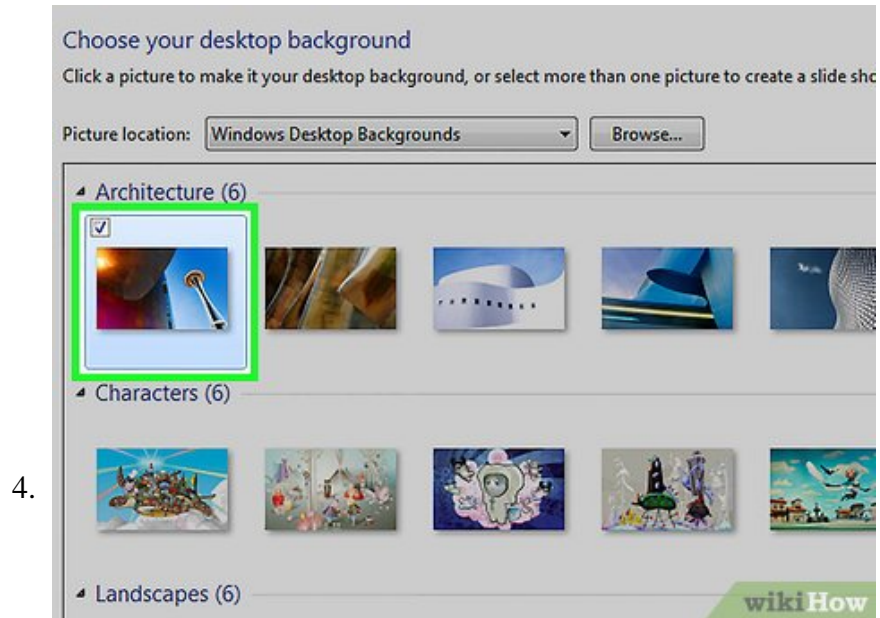 Choose your desktop background
Click a picture to make it your desktop background, or select more than one picture to create a slide sho
Picture location: Windows Desktop Backgrounds Browse...
Architecture (6)
Characters (6)
4.
Landscapes (6)
wikiHow